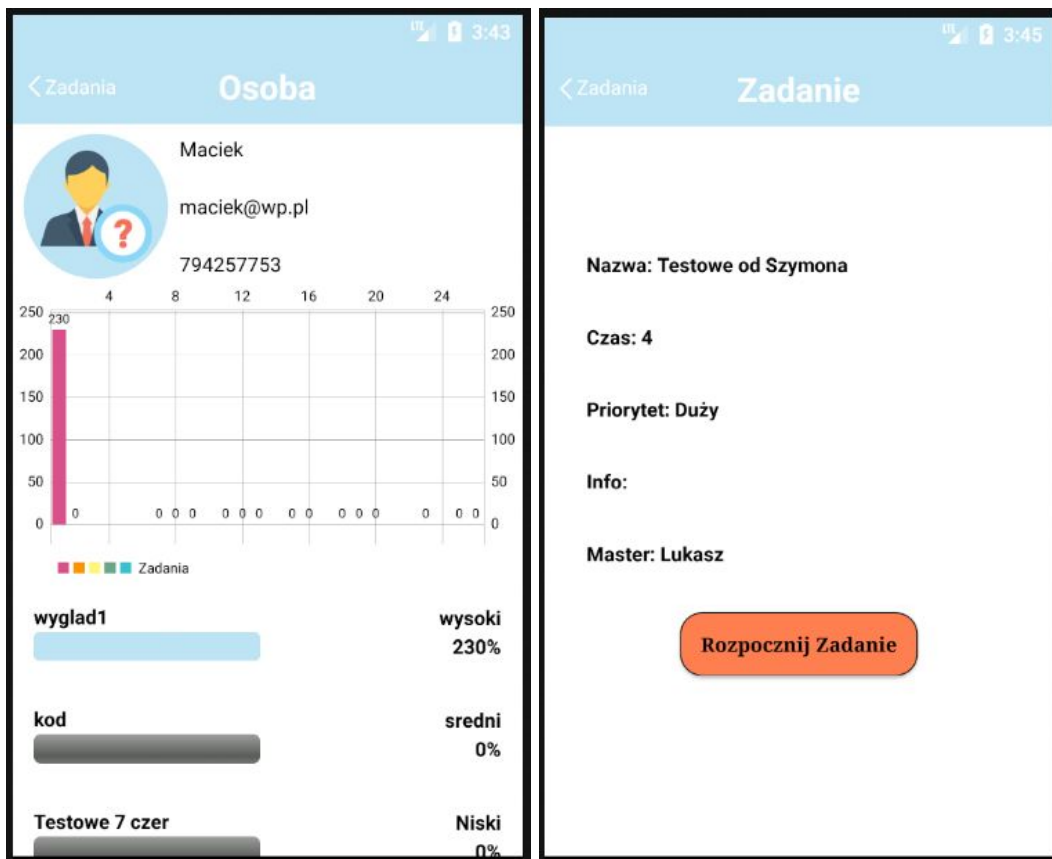 LTE 3:43
Zadania
Osoba
Maciek
maciek@wp.pl
?
794257753
4 8 12 16 20 24
250 230 250
200 200
150 150
100 100
50 50
0 0 0 0 0 0 0 0 0 0 0 0 0 0 0 0 0
Zadania
wyglad1 wysoki
230%
kod sredni
0%
Testowe 7 czer Niski
0%
LTE 3:45
Zadania
Zadanie
Nazwa: Testowe od Szymona
Czas: 4
Priorytet: Duży
Info:
Master: Lukasz
Rozpocznij Zadanie